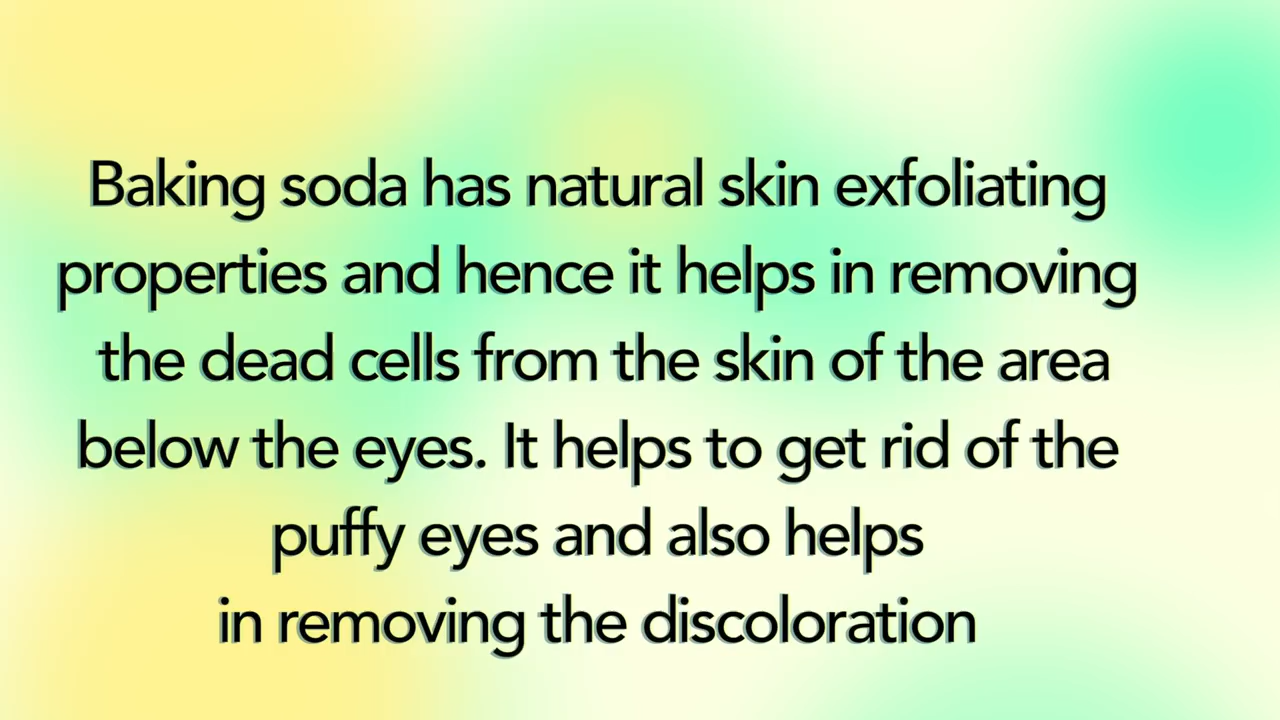 Baking soda has natural skin exfoliating
properties and hence it helps in removing
the dead cells from the skin of the area
below the eyes. It helps to get rid of the
puffy eyes and also helps
in removing the discoloration